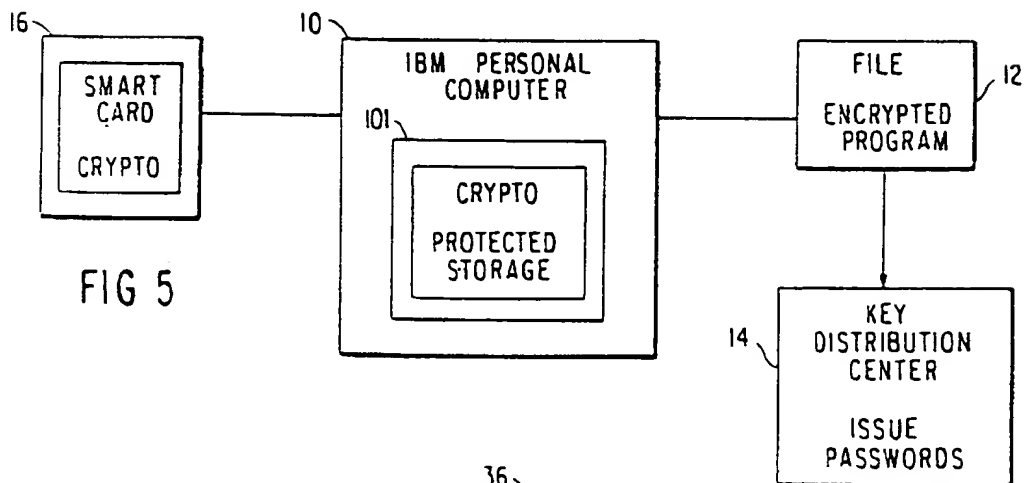 16
SMART
CARD
CRYPTO
FIG 5
10
IBM PERSONAL
COMPUTER
101
CRYPTO
PROTECTED
STORAGE
FILE
ENCRYPTED
PROGRAM
12
14
KEY
DISTRIBUTION
CENTER
ISSUE
PASSWORDS
36